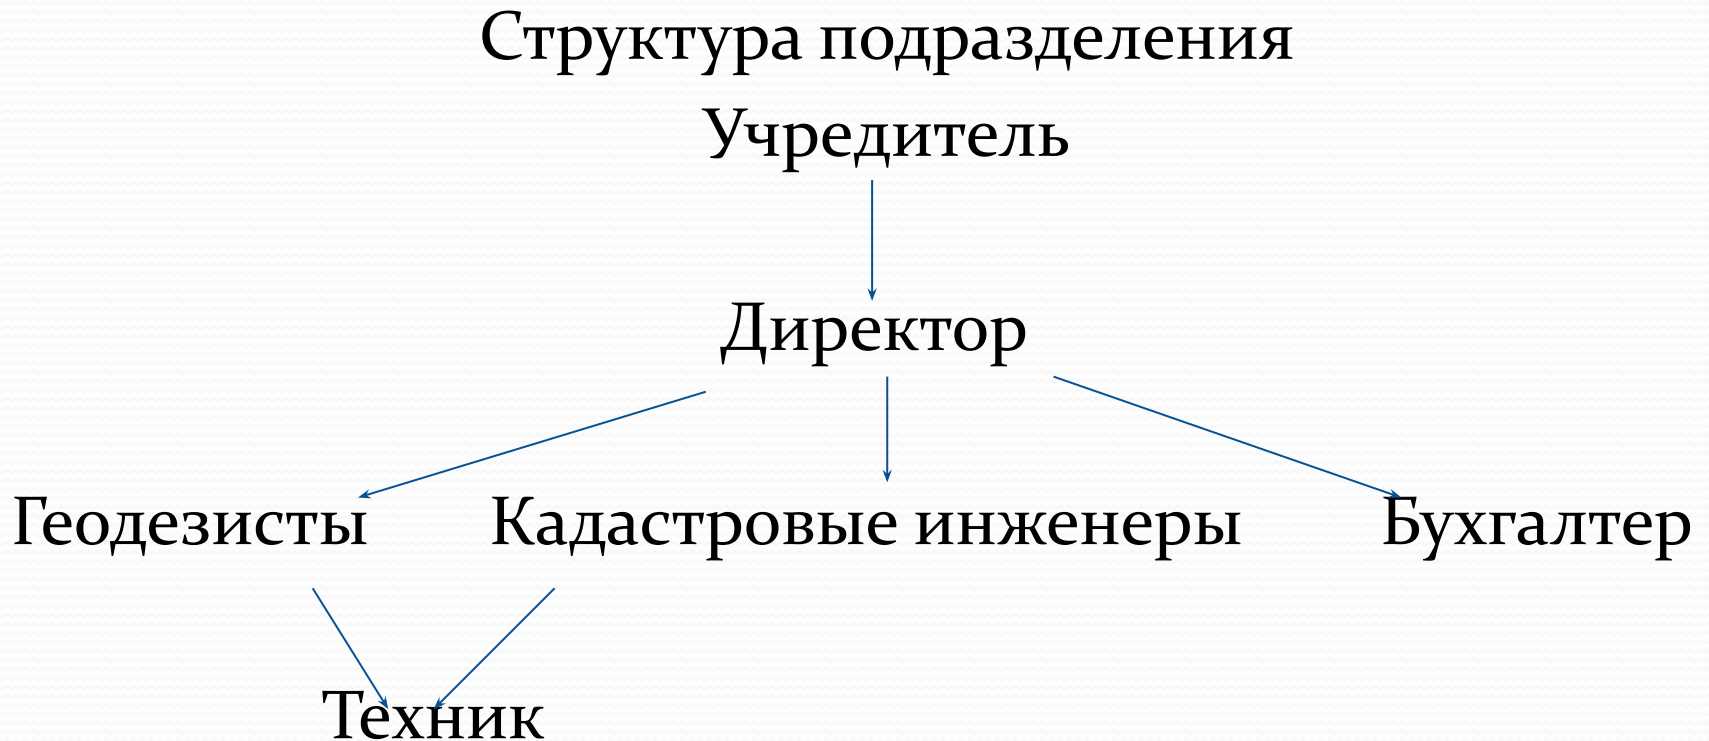 Структура подразделения
Учредитель
Директор
Геодезисты Кадастровые инженеры Бухгалтер
Техник